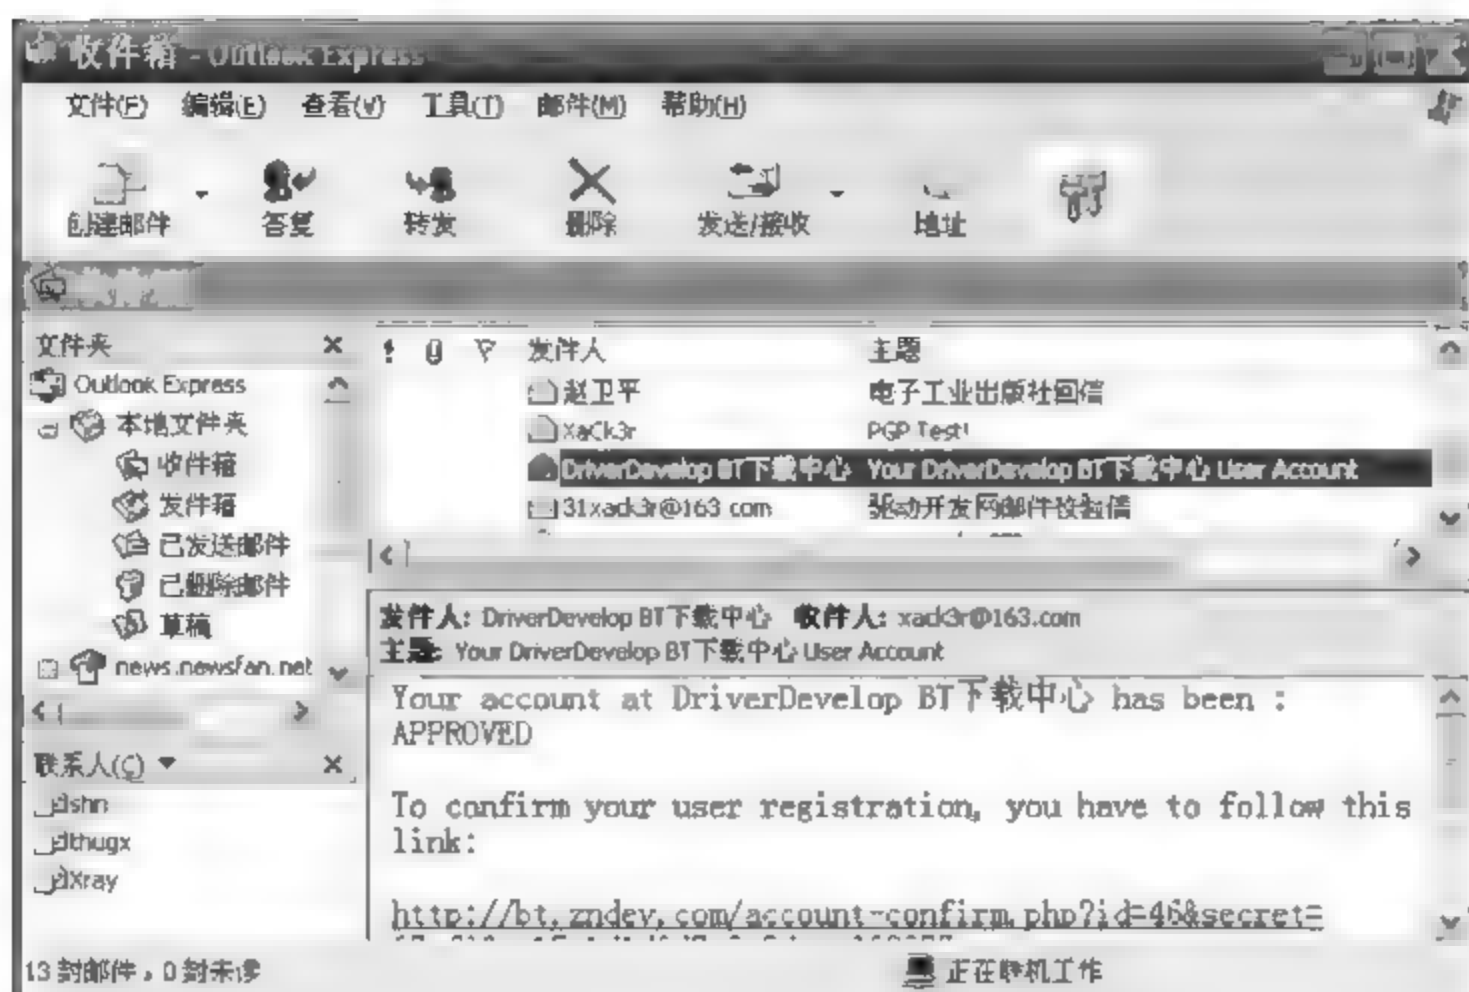 收件箱 - Outlook Express
文件(F) 编辑(E) 查看(V) 工具(T) 邮件(M) 帮助(H)
创建邮件 答复 转发 删除 发送/接收 地址
文件夹
Outlook Express
本地文件夹
收件箱
发件箱
已发送邮件
已删除邮件
草稿
news.newsfan.net
联系人(C)
shn
thugx
Xray
发件人 主题
赵卫平 电子工业出版社回信
XaCk3r PGP Test!
DriverDevelop BT下载中心 Your DriverDevelop BT下载中心 User Account
31xack3r@163.com 驱动开发网邮件校验信
发件人: DriverDevelop BT下载中心 收件人: xack3r@163.com
主题: Your DriverDevelop BT下载中心 User Account
Your account at DriverDevelop BT下载中心 has been :
APPROVED
To confirm your user registration, you have to follow this
link:
http://bt.zndev.com/account-confirm.php?id=46&secret=
13 封邮件，0 封未读 正在联机工作